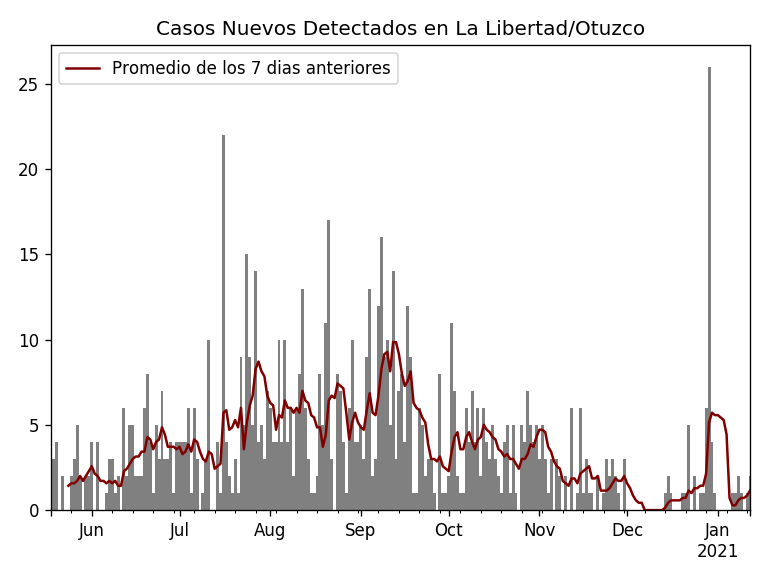 Casos Nuevos Detectados en La Libertad/Otuzco
Promedio de los 7 dias anteriores
25
20
15
10
5
0
Jun Jul Aug Sep Oct Nov Dec Jan
2021